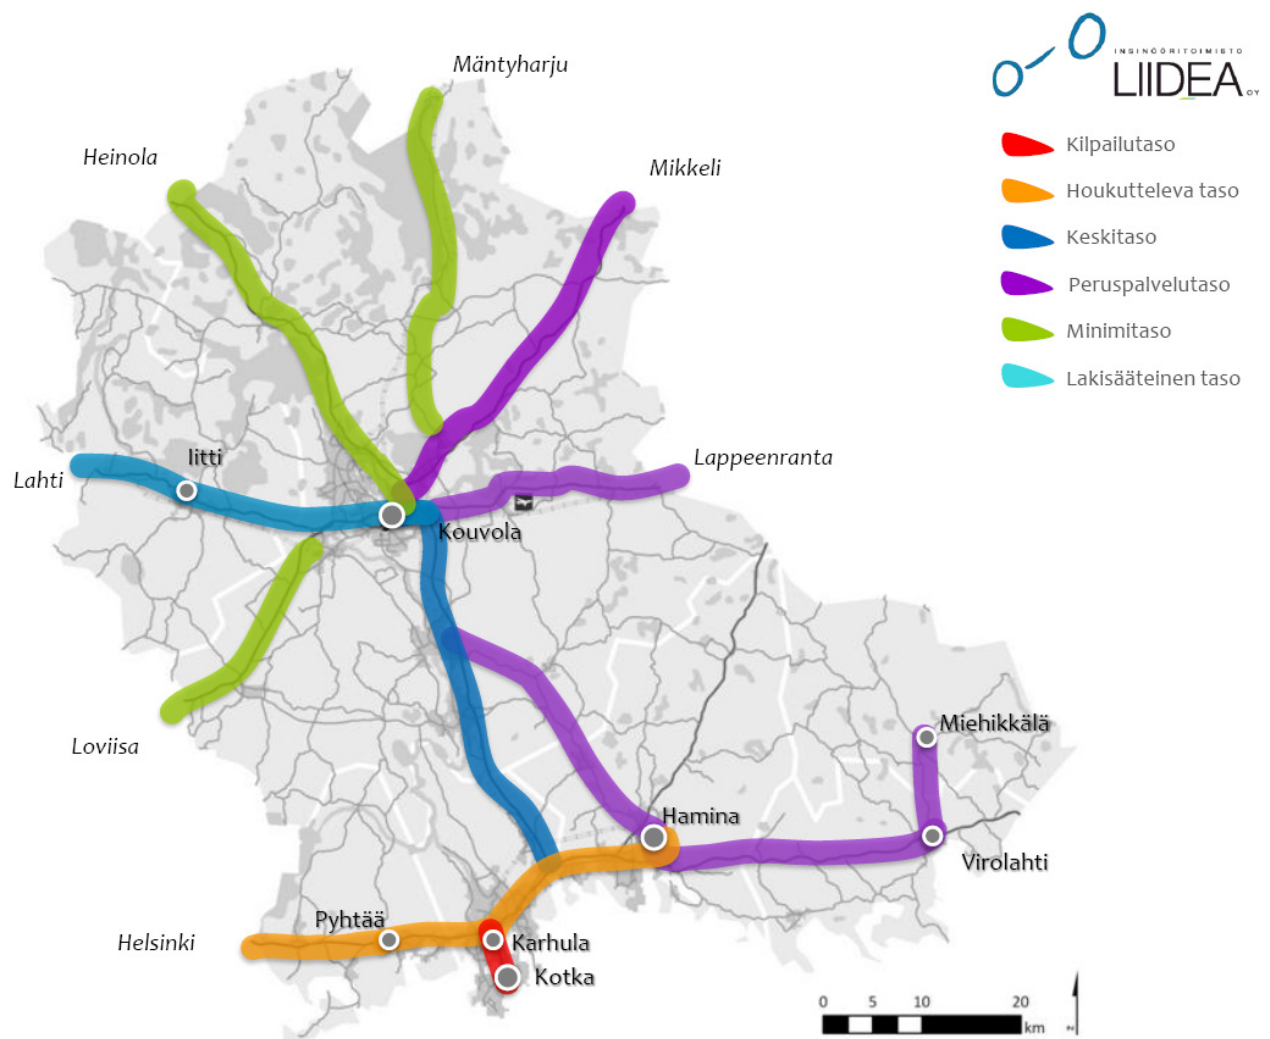 Mäntyharju
Heinola
Mikkeli
INSINÖÖRITOIMISTO
LIIDEA OY
Kilpailutaso
Houkutteleva taso
Keskitaso
Peruspalvelutaso
Minimitaso
Lakisääteinen taso
Iitti
Lahti
Lappeenranta
Kouvola
Loviisa
Miehikkälä
Hamina
Virolahti
Pyhtää
Helsinki
Karhula
Kotka
0 5 10 20
km
N